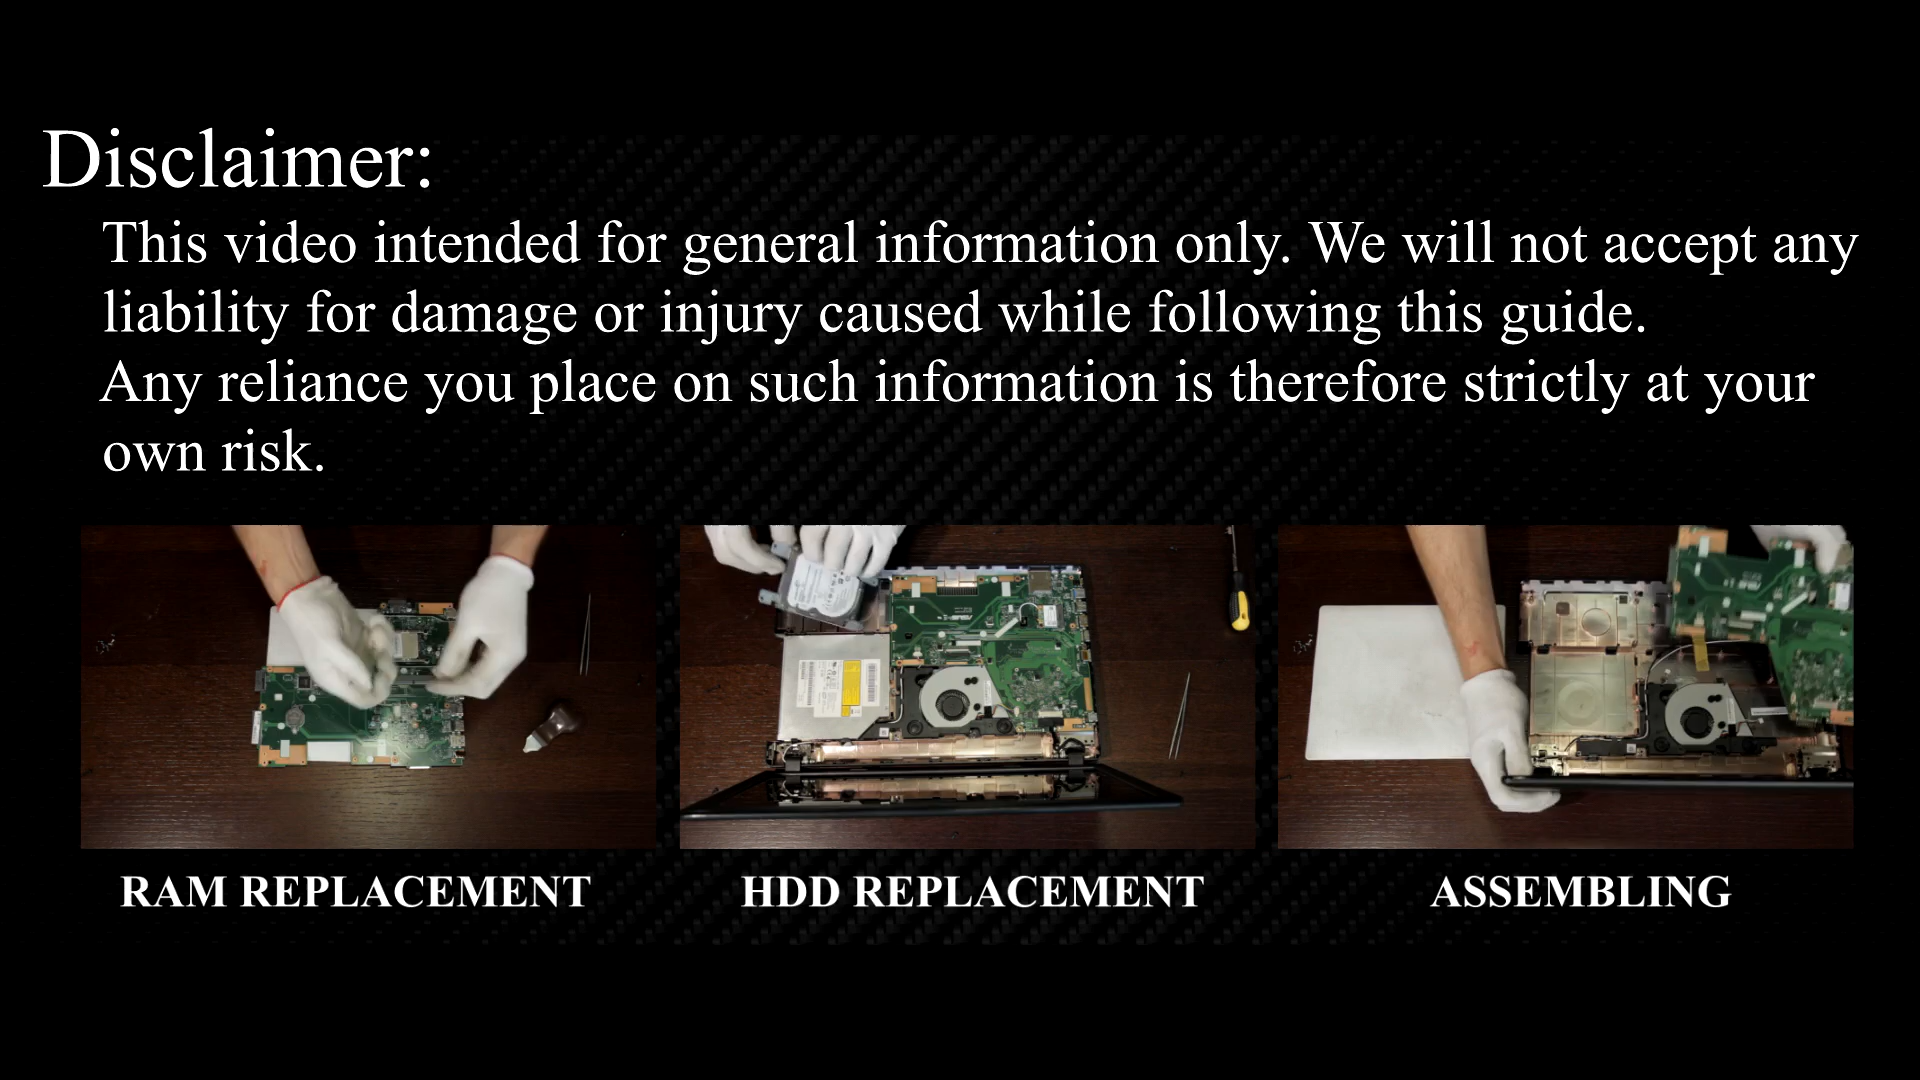 Disclaimer:
This video intended for general information only. We will not accept any
liability for damage or injury caused while following this guide.
Any reliance you place on such information is therefore strictly at your
own risk.
RAM REPLACEMENT
HDD REPLACEMENT
ASSEMBLING